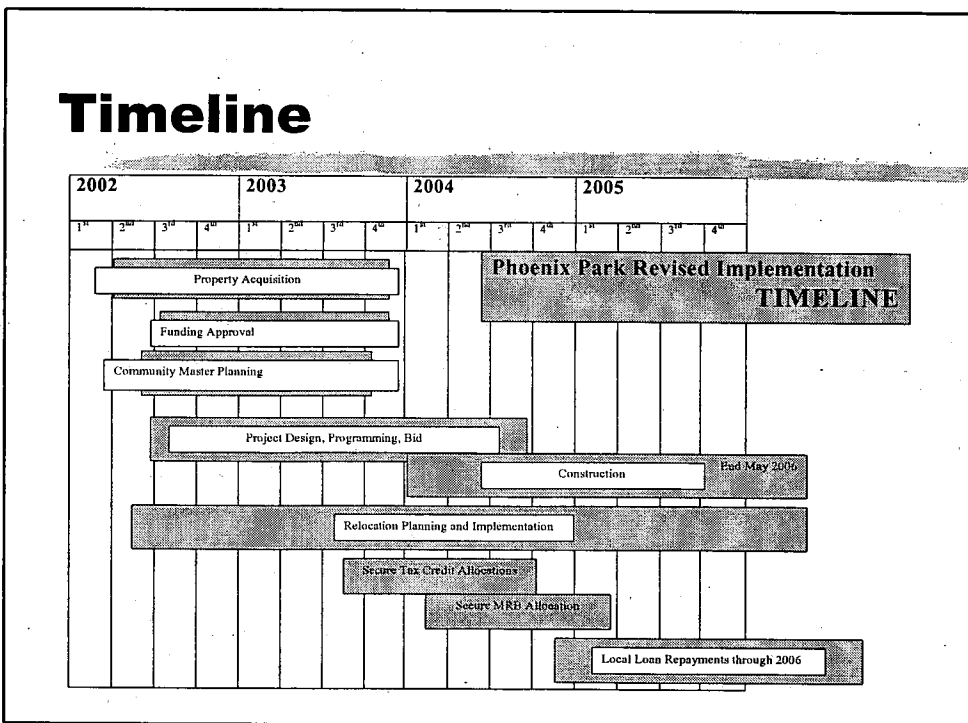 Timeline
2002 2003 2004 2005
1st 2nd 3rd 4th 1st 2nd 3rd 4th 1st 2nd 3rd 4th 1st 2nd 3rd 4th
Phoenix Park Revised Implementation
TIMELINE
Property Acquisition
Funding Approval
Community Master Planning
Project Design, Programming, Bid
End May 2006
Construction
Relocation Planning and Implementation
Secure Tax Credit Allocations
Secure MRB Allocation
Local Loan Repayments through 2006